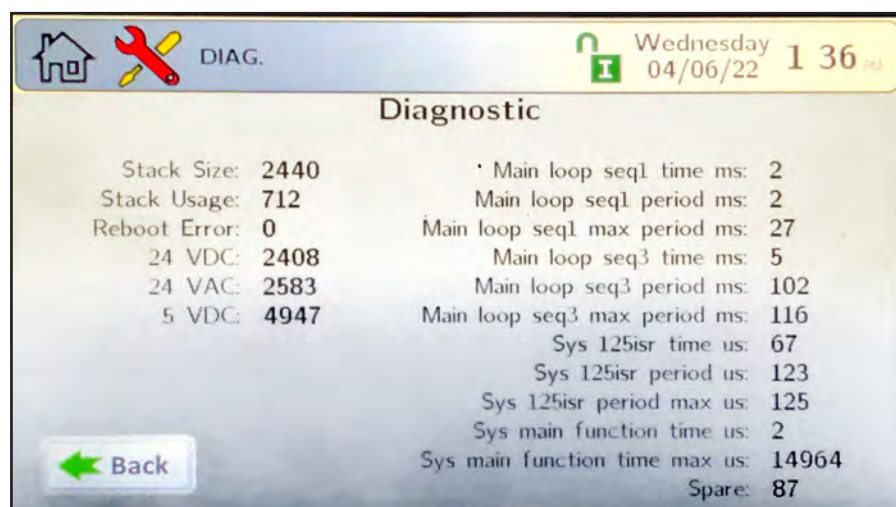 DIAG.
Wednesday
04/06/22
1 36 PM
Diagnostic
Stack Size: 2440
Stack Usage: 712
Reboot Error: 0
24 VDC: 2408
24 VAC: 2583
5 VDC: 4947
Main loop seq1 time ms: 2
Main loop seq1 period ms: 2
Main loop seq1 max period ms: 27
Main loop seq3 time ms: 5
Main loop seq3 period ms: 102
Main loop seq3 max period ms: 116
Sys 125isr time us: 67
Sys 125isr period us: 123
Sys 125isr period max us: 125
Sys main function time us: 2
Sys main function time max us: 14964
Spare: 87
I
Back